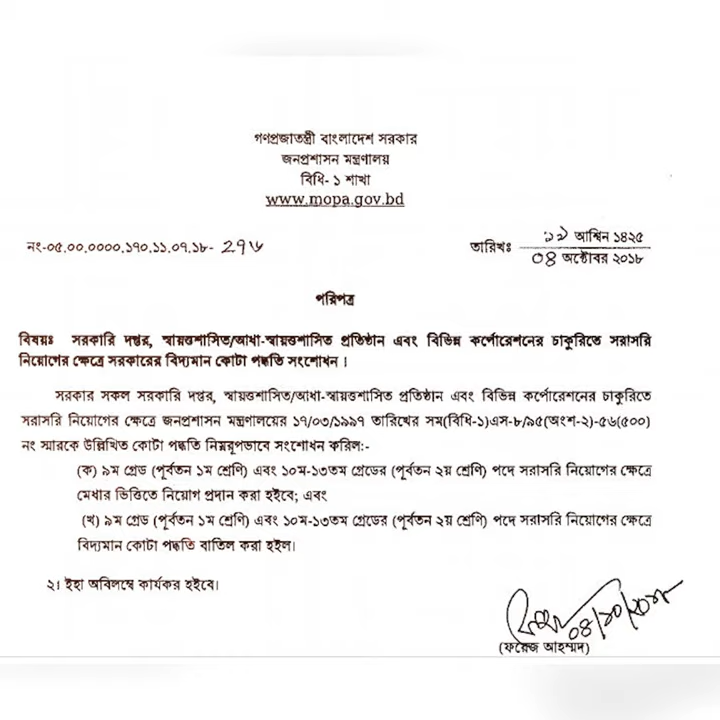 গণপ্রজাতন্ত্রী বাংলাদেশ সরকার
জনপ্রশাসন মন্ত্রণালয়
বিধি- ১ শাখা
www.mopa.gov.bd
নং-০৫.০০.০০০০.১৭০.১১.০৭.১৮- ২৭৬
তারিখঃ ১৯ আশ্বিন ১৪২৫
০৪ অক্টোবর ২০১৮
পরিপত্র
বিষয়ঃ সরকারি দপ্তর, স্বায়ত্তশাসিত/আধা-স্বায়ত্তশাসিত প্রতিষ্ঠান এবং বিভিন্ন কর্পোরেশনের চাকুরিতে সরাসরি
নিয়োগের ক্ষেত্রে সরকারের বিদ্যমান কোটা পদ্ধতি সংশোধন।
সরকার সকল সরকারি দপ্তর, স্বায়ত্তশাসিত/আধা-স্বায়ত্তশাসিত প্রতিষ্ঠান এবং বিভিন্ন কর্পোরেশনের চাকুরিতে
সরাসরি নিয়োগের ক্ষেত্রে জনপ্রশাসন মন্ত্রণালয়ের ১৭/০৩/১৯৯৭ তারিখের সম(বিধি-১)এস-৮/৯৫(অংশ-২)-৫৬(৫০০)
নং স্মারকে উল্লিখিত কোটা পদ্ধতি নিম্নরূপভাবে সংশোধন করিল:-
(ক) ৯ম গ্রেড (পূর্বতন ১ম শ্রেণি) এবং ১০ম-১৩তম গ্রেডের (পূর্বতন ২য় শ্রেণি) পদে সরাসরি নিয়োগের ক্ষেত্রে
মেধার ভিত্তিতে নিয়োগ প্রদান করা হইবে; এবং
(খ) ৯ম গ্রেড (পূর্বতন ১ম শ্রেণি) এবং ১০ম-১৩তম গ্রেডের (পূর্বতন ২য় শ্রেণি) পদে সরাসরি নিয়োগের ক্ষেত্রে
বিদ্যমান কোটা পদ্ধতি বাতিল করা হইল।
২। ইহা অবিলম্বে কার্যকর হইবে।
০৪/১০/২০১৮
(ফয়েজ আহম্মদ)